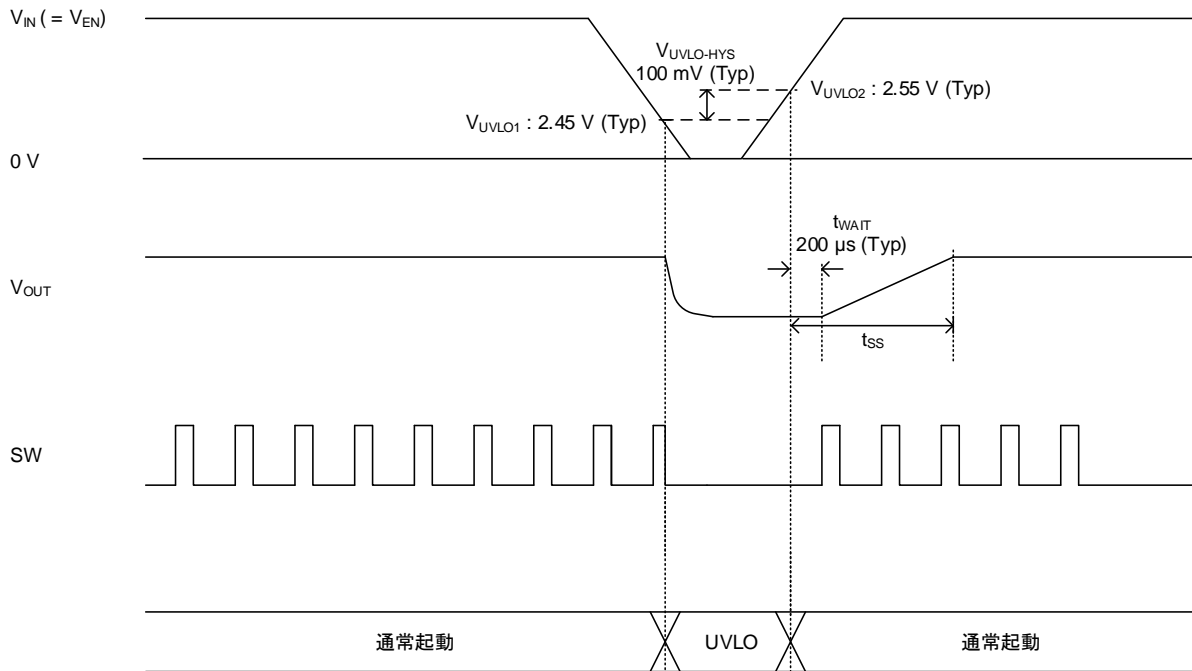 VIN ( = VEN)
VUVLO-HYS
100 mV (Typ)
VUVLO2 : 2.55 V (Typ)
VUVLO1 : 2.45 V (Typ)
0 V
tWAIT
200 µs (Typ)
VOUT
tSS
SW
通常起動
UVLO
通常起動